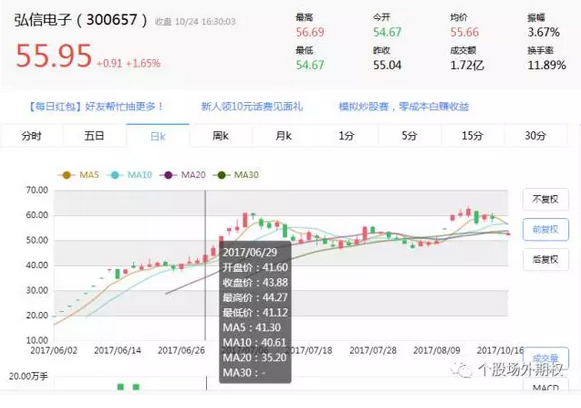 弘信电子（300657） 收盘 10/24 16:30:03
55.95 +0.91 +1.65%
最高 今开 均价 振幅
56.69 54.67 55.66 3.67%
最低 昨收 成交额 换手率
54.67 55.04 1.72亿 11.89%
【每日红包】好友帮忙抽更多！ 新人领10元话费见面礼 模拟炒股赛，零成本白赚收益
分时 五日 日k 周k 月k 1分 5分 15分 30分
MA5 MA10 MA20 MA30
70.00
60.00
50.00
40.00
30.00
20.00
10.00
不复权
前复权
后复权
2017/06/29
开盘价：41.60
收盘价：43.88
最高价：44.27
最低价：41.12
MA5：41.30
MA10：40.61
MA20：35.20
MA30：-
2017/06/02 2017/06/14 2017/06/26 2017/07/18 2017/07/28 2017/08/09 2017/10/16
成交量
20.00万手
个股场外期权
MACD